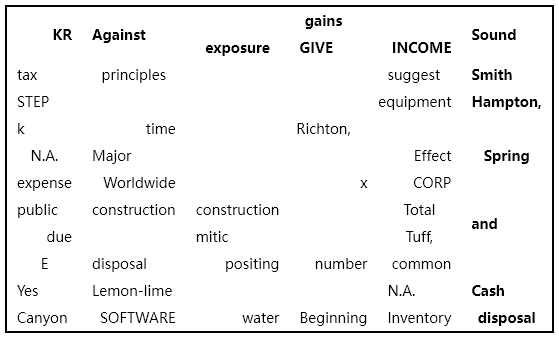 gains
KR Against exposure GIVE INCOME Sound
tax principles suggest Smith
STEP equipment Hampton,
k time Richton,
N.A. Major Effect Spring
expense Worldwide x CORP
public construction construction Total and
due mitic Tuff,
E disposal positing number common
Yes Lemon-lime N.A. Cash
Canyon SOFTWARE water Beginning Inventory disposal